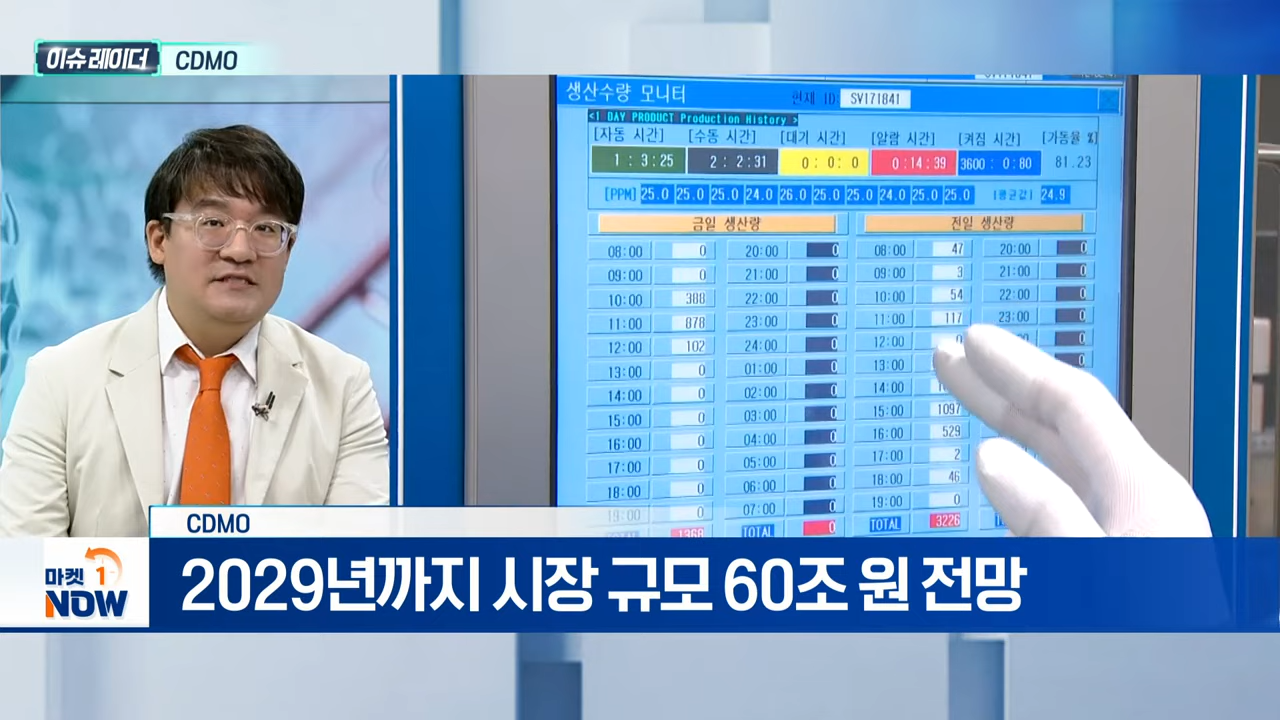 이슈 레이더 CDMO
생산수량 모니터 현재 ID: SV171841
<1 DAY PRODUCT Production History >
[자동 시간] [수동 시간] [대기 시간] [알람 시간] [켜짐 시간] [가동율 %]
1 : 3:25 2 : 2:31 0 : 0 : 0 0:14:39 3600 : 0:80 81.23
[PPM] 25.0 25.0 25.0 24.0 26.0 25.0 25.0 24.0 25.0 25.0 [평균값] 24.9
금일 생산량 전일 생산량
08:00 0 20:00 0 08:00 47 20:00 0
09:00 0 21:00 0 09:00 3 21:00 0
10:00 388 22:00 0 10:00 54 22:00 0
11:00 878 23:00 0 11:00 117 23:00 0
12:00 102 24:00 0 12:00 0
13:00 0 01:00 0 13:00 0
14:00 0 02:00 0 14:00
15:00 0 03:00 0 15:00 1097
16:00 0 04:00 0 16:00 529
17:00 0 05:00 0 17:00 2
18:00 0 06:00 0 18:00 46
19:00 0 07:00 0 19:00 0
1368 TOTAL 0 TOTAL 3226
CDMO
마켓 1
NOW
2029년까지 시장 규모 60조 원 전망